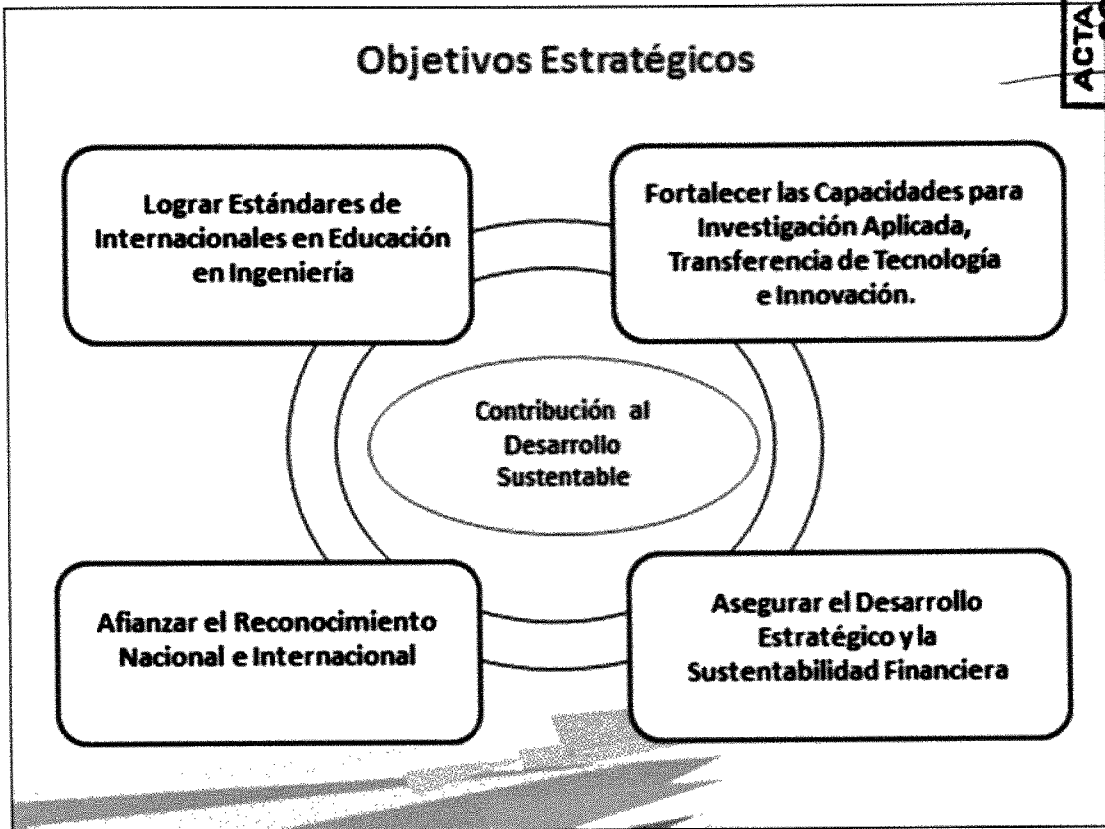 ACTA
Objetivos Estratégicos
Lograr Estándares de
Internacionales en Educación
en Ingeniería
Fortalecer las Capacidades para
Investigación Aplicada,
Transferencia de Tecnología
e Innovación.
Contribución al
Desarrollo
Sustentable
Afianzar el Reconocimiento
Nacional e Internacional
Asegurar el Desarrollo
Estratégico y la
Sustentabilidad Financiera